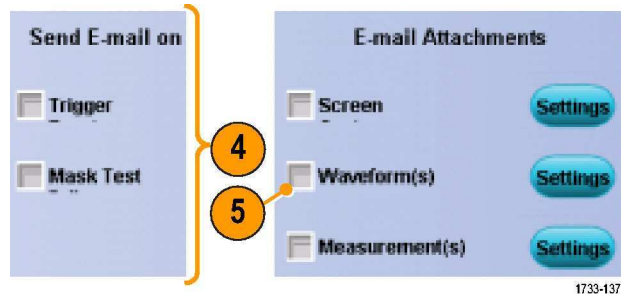 Send E-mail on
Trigger
Mask Test
4
5
E-mail Attachments
Screen
Settings
Waveform(s)
Settings
Measurement(s)
Settings
1733-137